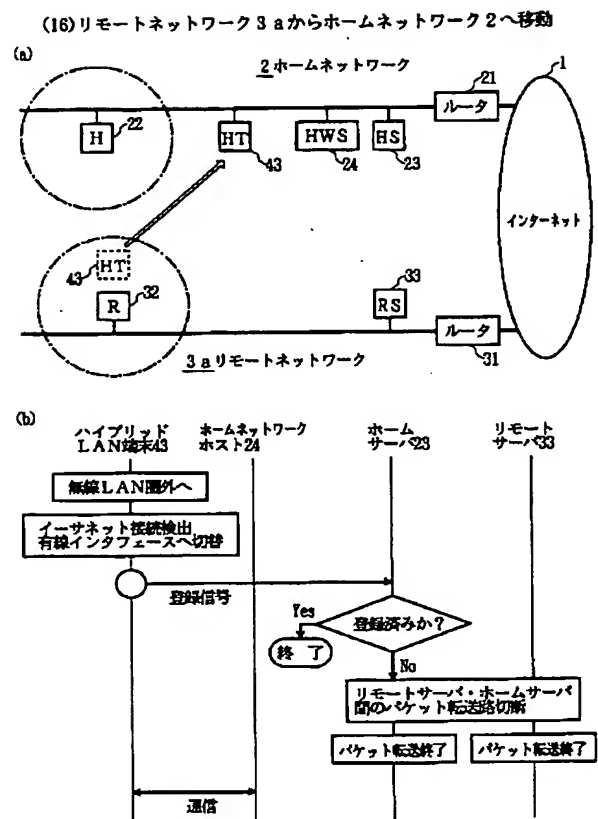 (16)リモートネットワーク３ａからホームネットワーク２へ移動
(a)
2 ホームネットワーク
21
1
ルータ
H
22
HT
43
HWS
24
HS
23
インターネット
HT
43
R
32
33
RS
ルータ
31
3a リモートネットワーク
(b)
ハイブリッド
ＬＡＮ端末43
ホームネットワーク
ホスト24
ホーム
サーバ23
リモート
サーバ33
無線ＬＡＮ圏外へ
イーサネット接続検出
有線インタフェースへ切替
登録信号
Yes
登録済みか？
終 了
No
リモートサーバ・ホームサーバ
間のパケット転送路切断
パケット転送終了
パケット転送終了
通信